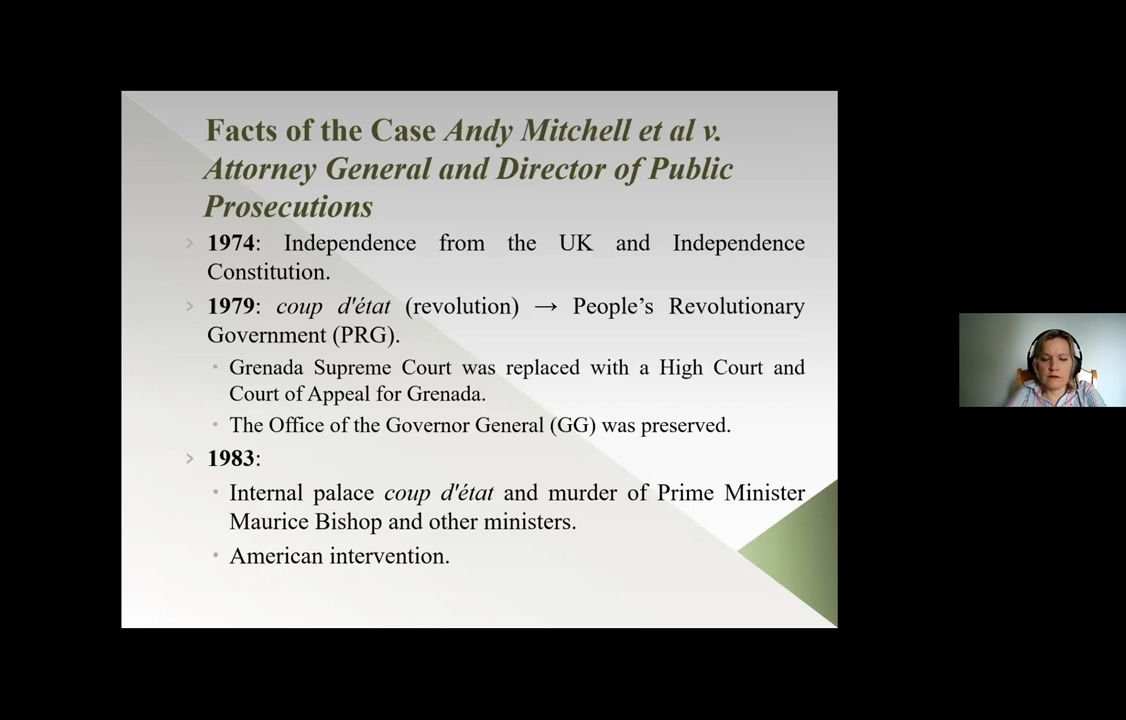 Facts of the Case Andy Mitchell et al v.
Attorney General and Director of Public
Prosecutions
1974: Independence from the UK and Independence
Constitution.
1979: coup d'état (revolution) → People’s Revolutionary
Government (PRG).
Grenada Supreme Court was replaced with a High Court and
Court of Appeal for Grenada.
The Office of the Governor General (GG) was preserved.
1983:
Internal palace coup d'état and murder of Prime Minister
Maurice Bishop and other ministers.
American intervention.